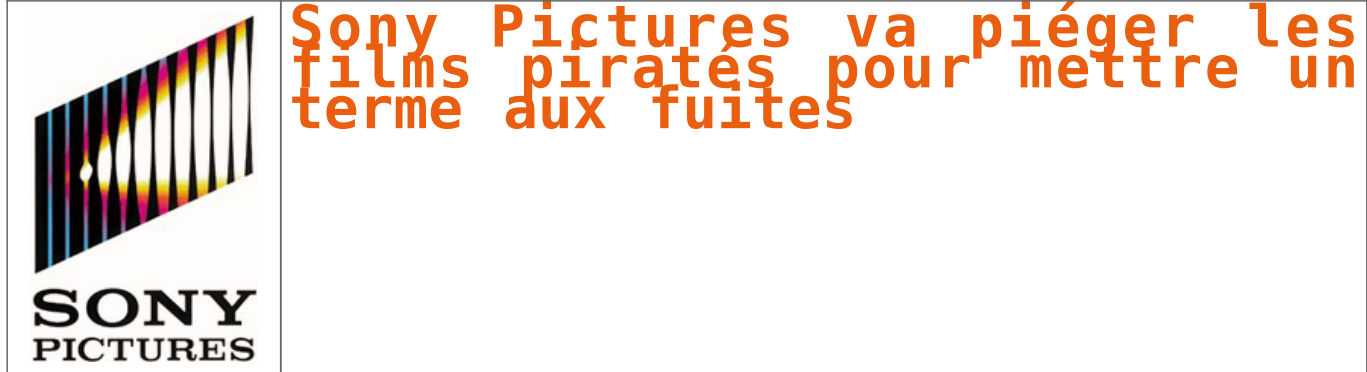 Sony Pictures va piéger les
films piratés pour mettre un
terme aux fuites
SONY
PICTURES